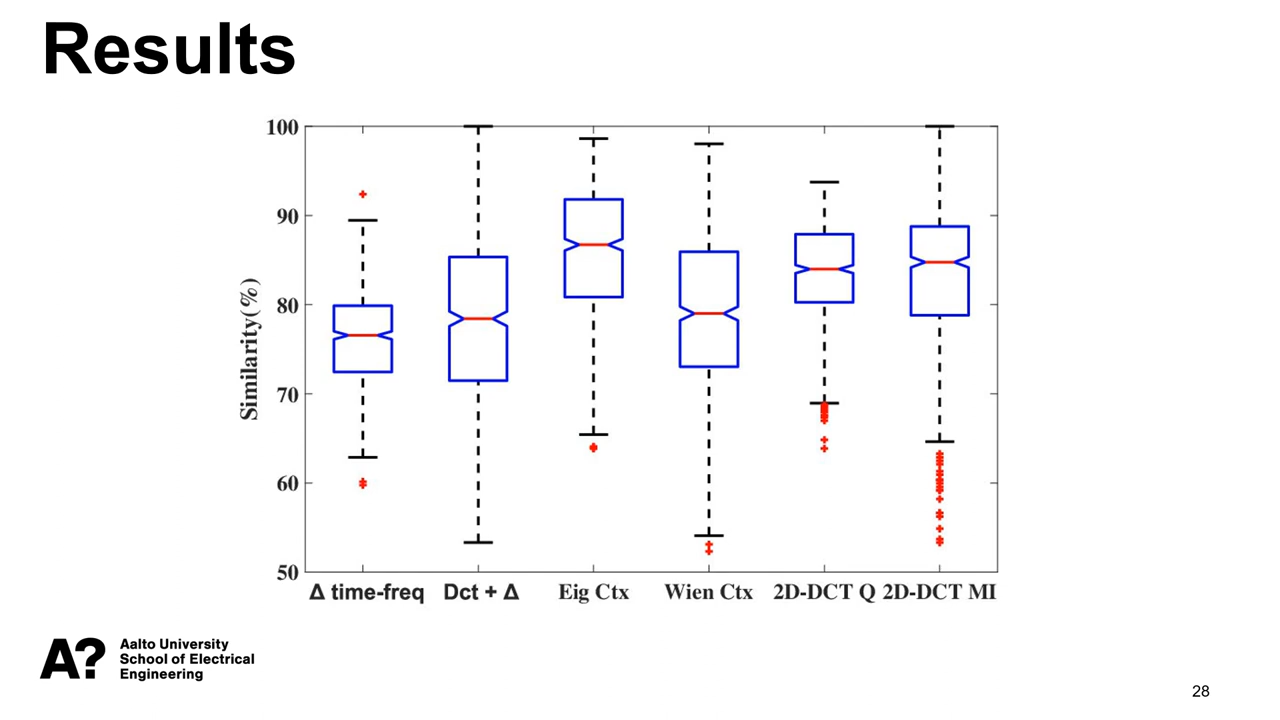 Results
100
90
80
70
60
50
Similarity(%)
Δ time-freq Dct + Δ Eig Ctx Wien Ctx 2D-DCT Q 2D-DCT MI
A?
Aalto University
School of Electrical
Engineering
28